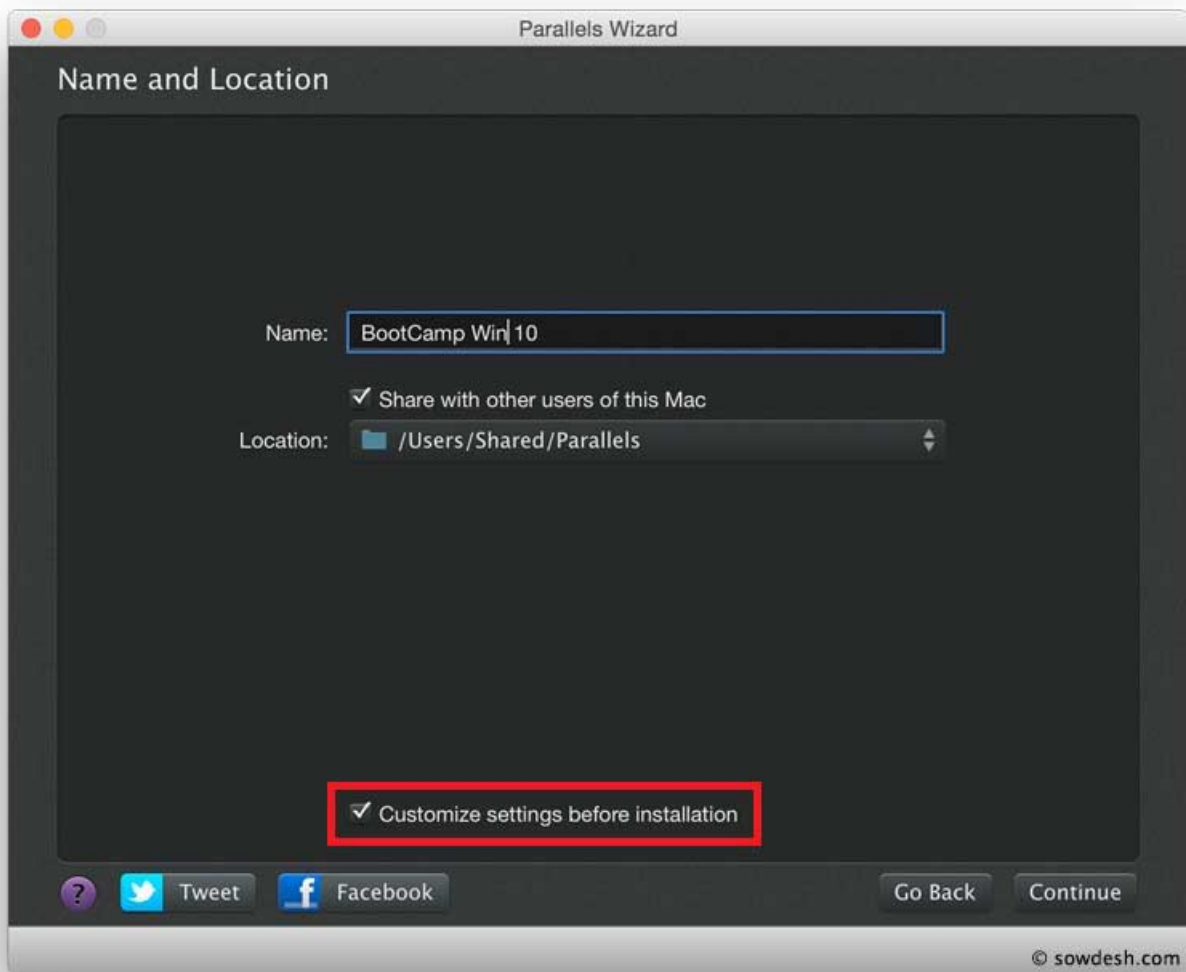 Parallels Wizard
Name and Location
Name: BootCamp Win 10
Share with other users of this Mac
Location: /Users/Shared/Parallels
Customize settings before installation
? Tweet Facebook Go Back Continue
© sowdesh.com